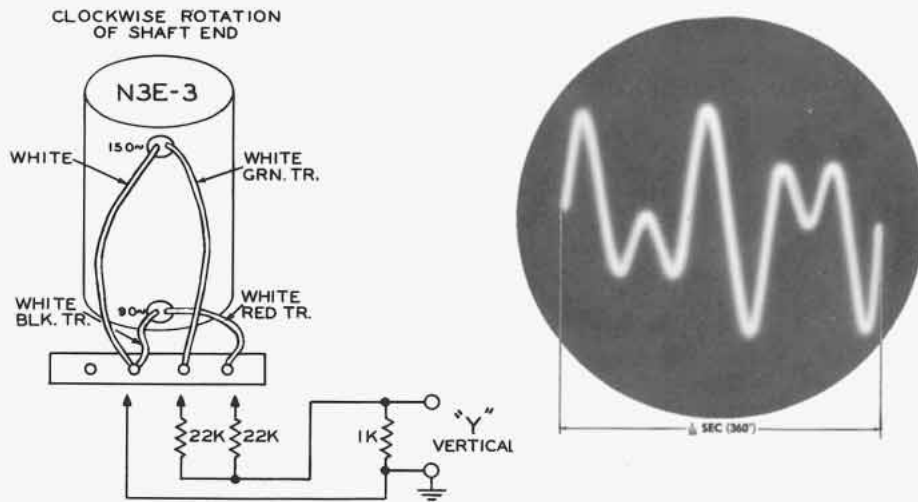 CLOCKWISE ROTATION
OF SHAFT END
N3E-3
150~
WHITE
WHITE
GRN. TR.
WHITE
BLK. TR.
90~
WHITE
RED TR.
22K
22K
1K
"Y"
VERTICAL
SEC (360°)